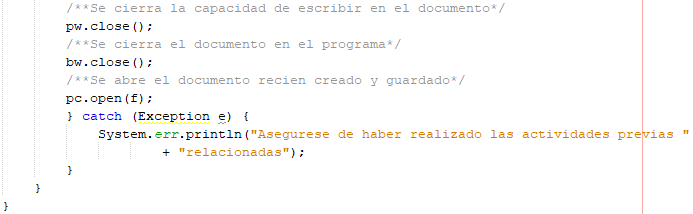 /**Se cierra la capacidad de escribir en el documento*/
pw.close();
/**Se cierra el documento en el programa*/
bw.close();
/**Se abre el documento recien creado y guardado*/
pc.open(f);
} catch (Exception e) {
System.err.println("Asegurese de haber realizado las actividades previas "
+ "relacionadas");
}
}
}